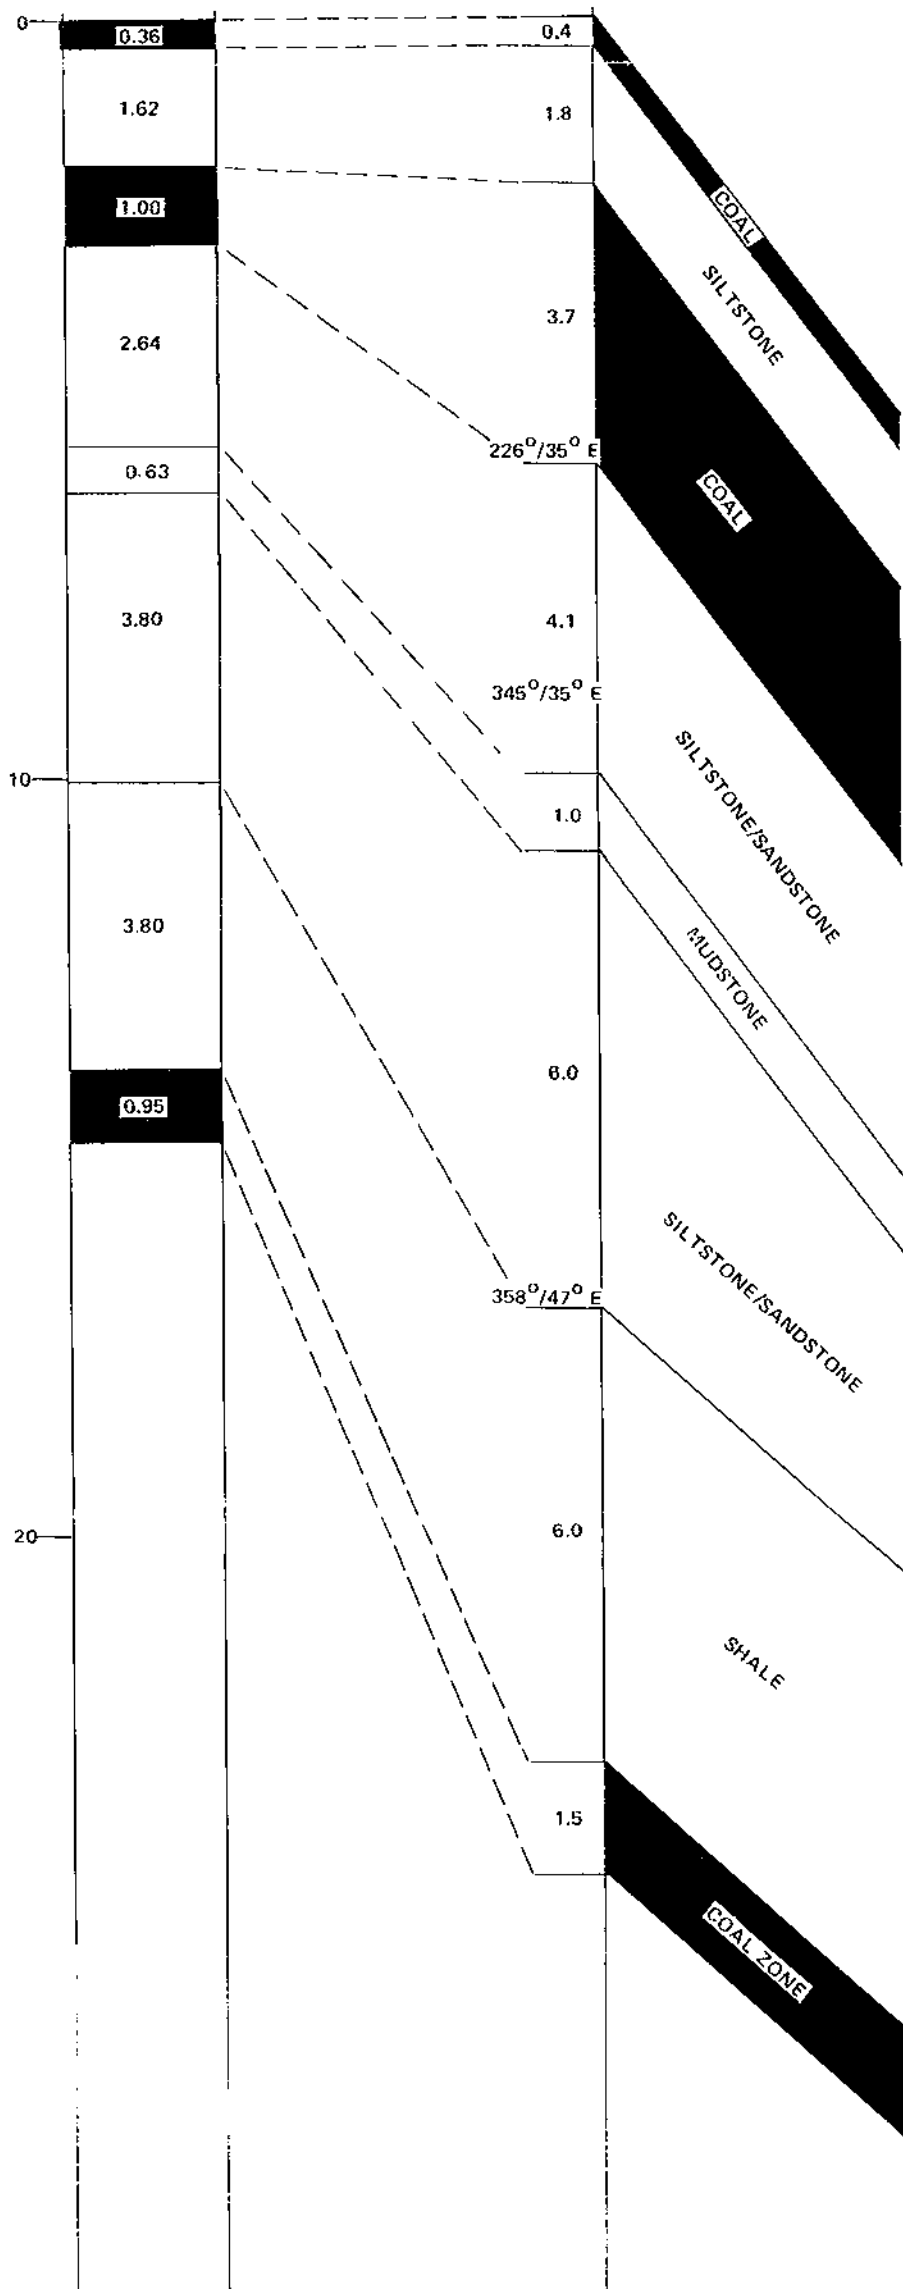 0
0.36
0.4
1.62
1.8
1.00
COAL
SILTSTONE
3.7
2.64
226°/35° E
0.63
COAL
3.80
4.1
345°/35° E
SILTSTONE/SANDSTONE
10
1.0
3.80
MUDSTONE
6.0
0.95
SILTSTONE/SANDSTONE
358°/47° E
20
6.0
SHALE
1.5
COAL ZONE